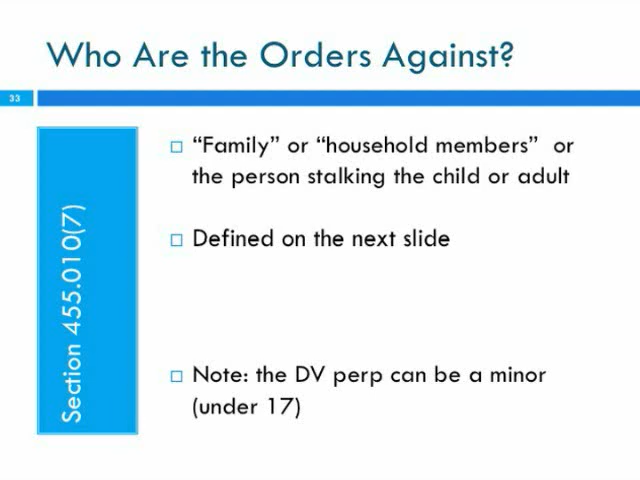 Who Are the Orders Against?
33
Section 455.010(7)
“Family” or “household members” or
the person stalking the child or adult
Defined on the next slide
Note: the DV perp can be a minor
(under 17)